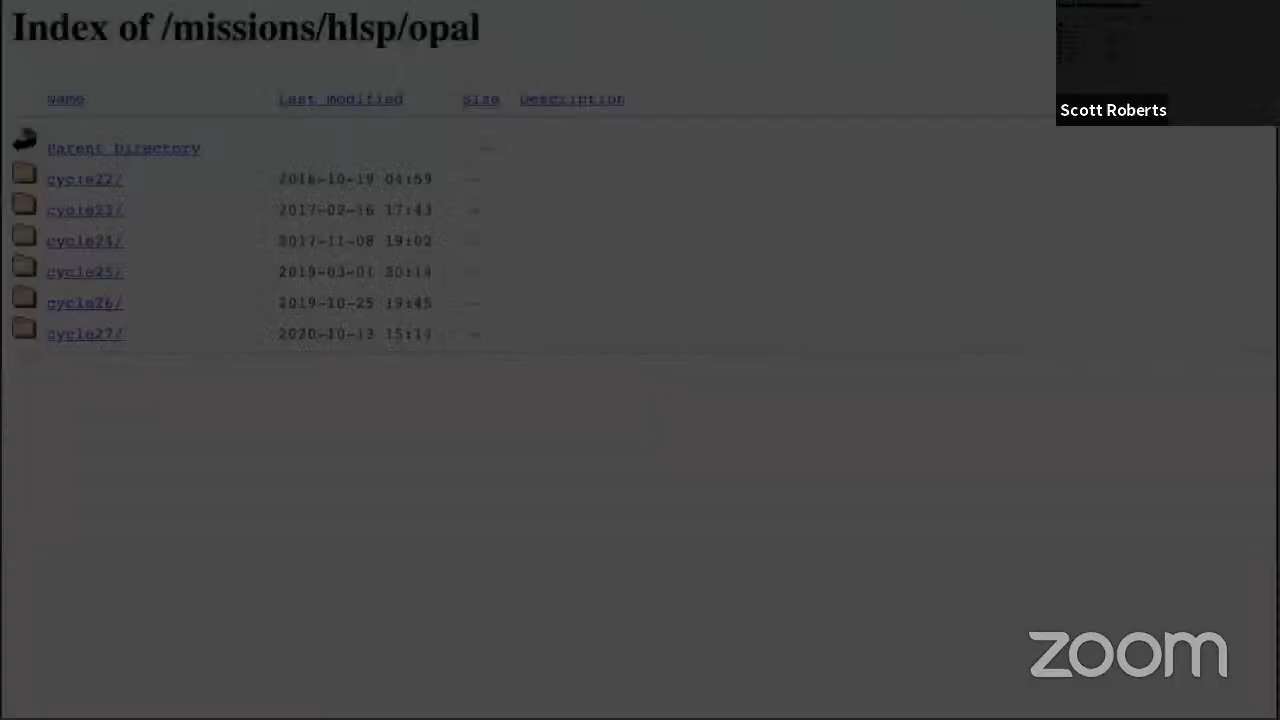 Index of /missions/hlsp/opal
Scott Roberts
Name Last modified Size Description
Parent Directory -
cycle22/ 2016-10-19 04:59 -
cycle23/ 2017-02-16 17:43 -
cycle24/ 2017-11-08 19:02 -
cycle25/ 2019-03-01 20:14 -
cycle26/ 2019-10-25 19:45 -
cycle27/ 2020-10-13 15:14 -
zoom